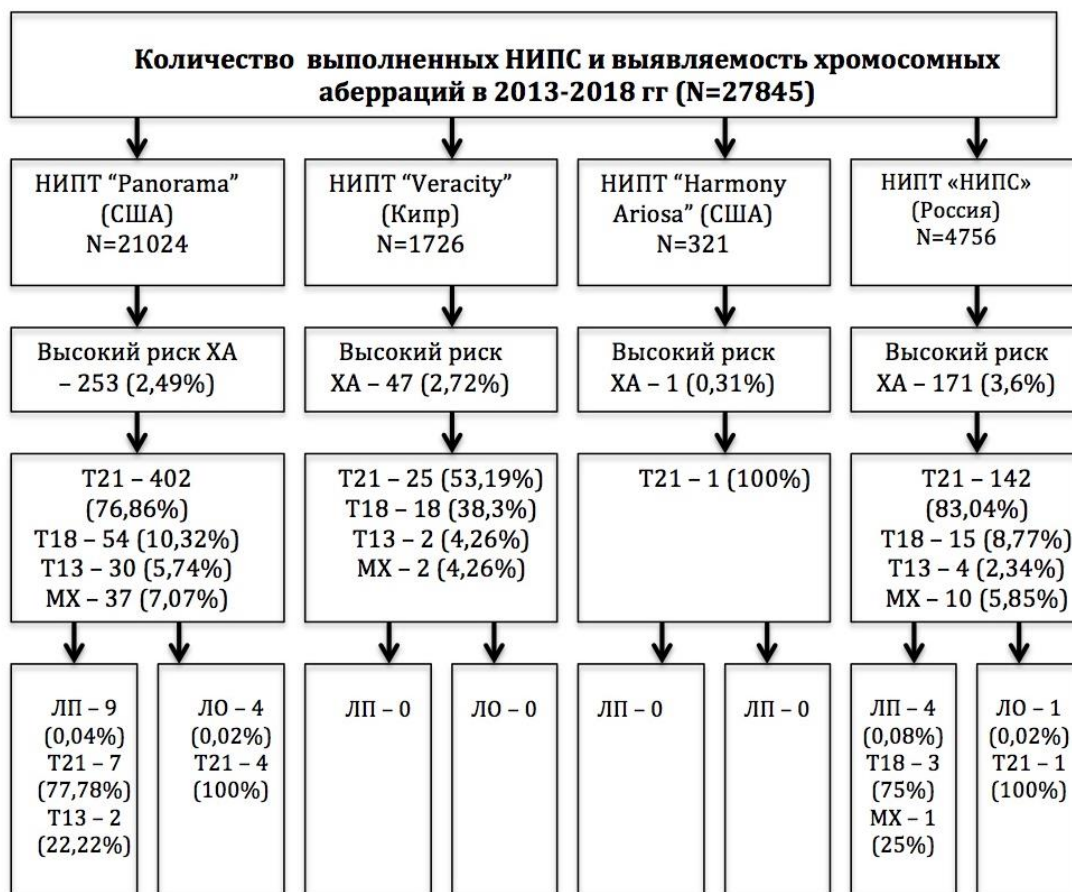 Количество выполненных НИПС и выявляемость хромосомных
аберраций в 2013-2018 гг (N=27845)
НИПТ “Panorama”
(США)
N=21024
НИПТ “Veracity”
(Кипр)
N=1726
НИПТ “Harmony
Ariosa” (США)
N=321
НИПТ «НИПС»
(Россия)
N=4756
Высокий риск ХА
– 253 (2,49%)
Высокий риск
ХА – 47 (2,72%)
Высокий риск
ХА – 1 (0,31%)
Высокий риск
ХА – 171 (3,6%)
Т21 – 402
(76,86%)
Т18 – 54 (10,32%)
Т13 – 30 (5,74%)
МХ – 37 (7,07%)
Т21 – 25 (53,19%)
Т18 – 18 (38,3%)
Т13 – 2 (4,26%)
МХ – 2 (4,26%)
Т21 – 1 (100%)
Т21 – 142
(83,04%)
Т18 – 15 (8,77%)
Т13 – 4 (2,34%)
МХ – 10 (5,85%)
ЛП – 9
(0,04%)
Т21 – 7
(77,78%)
Т13 – 2
(22,22%)
ЛО – 4
(0,02%)
Т21 – 4
(100%)
ЛП – 0
ЛО – 0
ЛП – 0
ЛП – 0
ЛП – 4
(0,08%)
Т18 – 3
(75%)
МХ – 1
(25%)
ЛО – 1
(0,02%)
Т21 – 1
(100%)